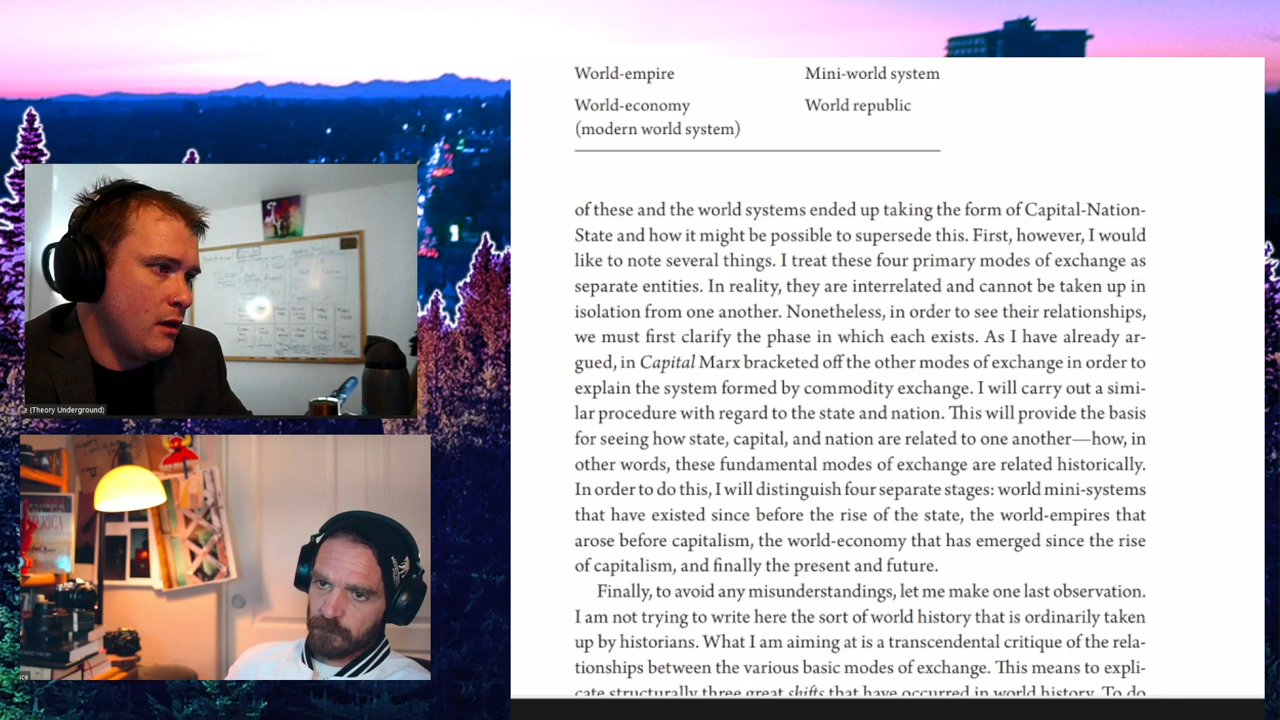 World-empire Mini-world system
World-economy World republic
(modern world system)
of these and the world systems ended up taking the form of Capital-Nation-
State and how it might be possible to supersede this. First, however, I would
like to note several things. I treat these four primary modes of exchange as
separate entities. In reality, they are interrelated and cannot be taken up in
isolation from one another. Nonetheless, in order to see their relationships,
we must first clarify the phase in which each exists. As I have already ar-
gued, in Capital Marx bracketed off the other modes of exchange in order to
explain the system formed by commodity exchange. I will carry out a simi-
lar procedure with regard to the state and nation. This will provide the basis
for seeing how state, capital, and nation are related to one another—how, in
other words, these fundamental modes of exchange are related historically.
In order to do this, I will distinguish four separate stages: world mini-systems
that have existed since before the rise of the state, the world-empires that
arose before capitalism, the world-economy that has emerged since the rise
of capitalism, and finally the present and future.
Finally, to avoid any misunderstandings, let me make one last observation.
I am not trying to write here the sort of world history that is ordinarily taken
up by historians. What I am aiming at is a transcendental critique of the rela-
tionships between the various basic modes of exchange. This means to expli-
cate structurally three great shifts that have occurred in world history. To do
(Theory Underground)